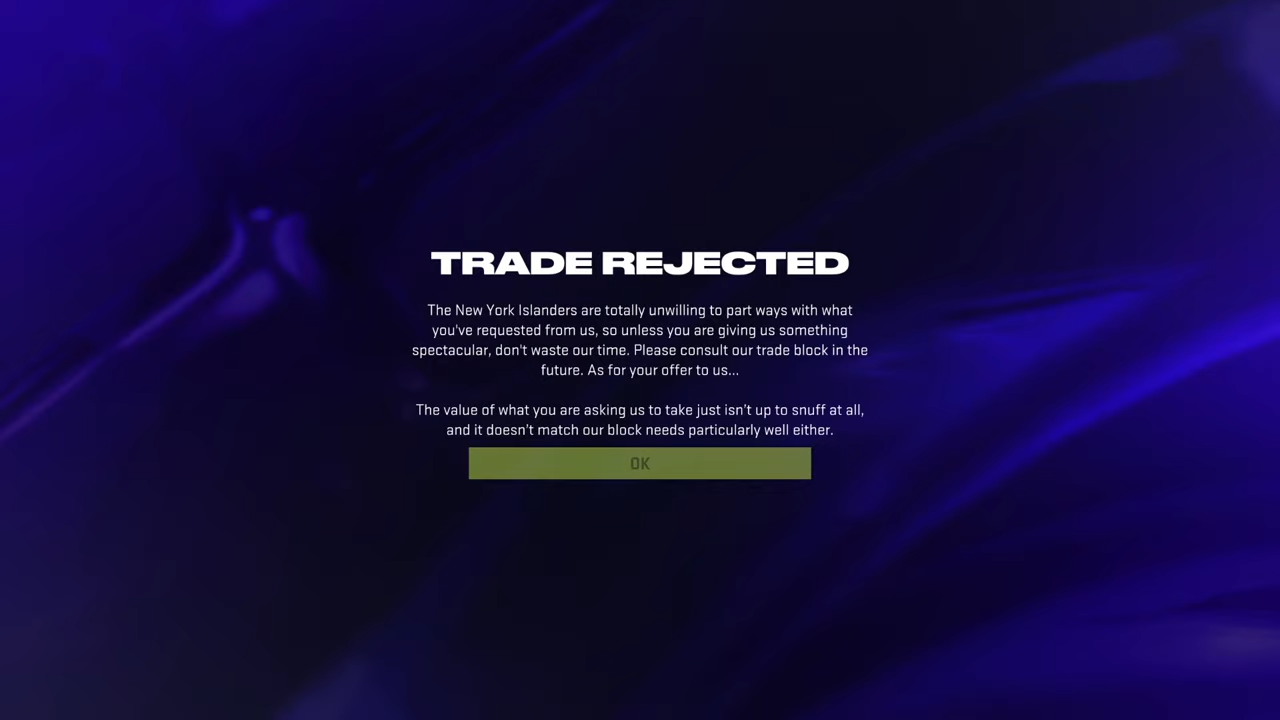 TRADE REJECTED
The New York Islanders are totally unwilling to part ways with what
you've requested from us, so unless you are giving us something
spectacular, don't waste our time. Please consult our trade block in the
future. As for your offer to us...
The value of what you are asking us to take just isn't up to snuff at all,
and it doesn't match our block needs particularly well either.
OK